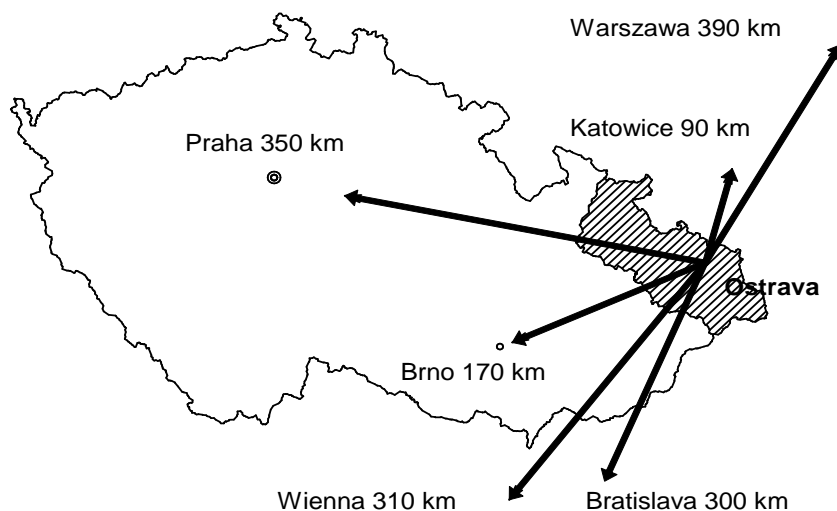 Warszawa 390 km
Katowice 90 km
Praha 350 km
Ostrava
Brno 170 km
Wienna 310 km
Bratislava 300 km